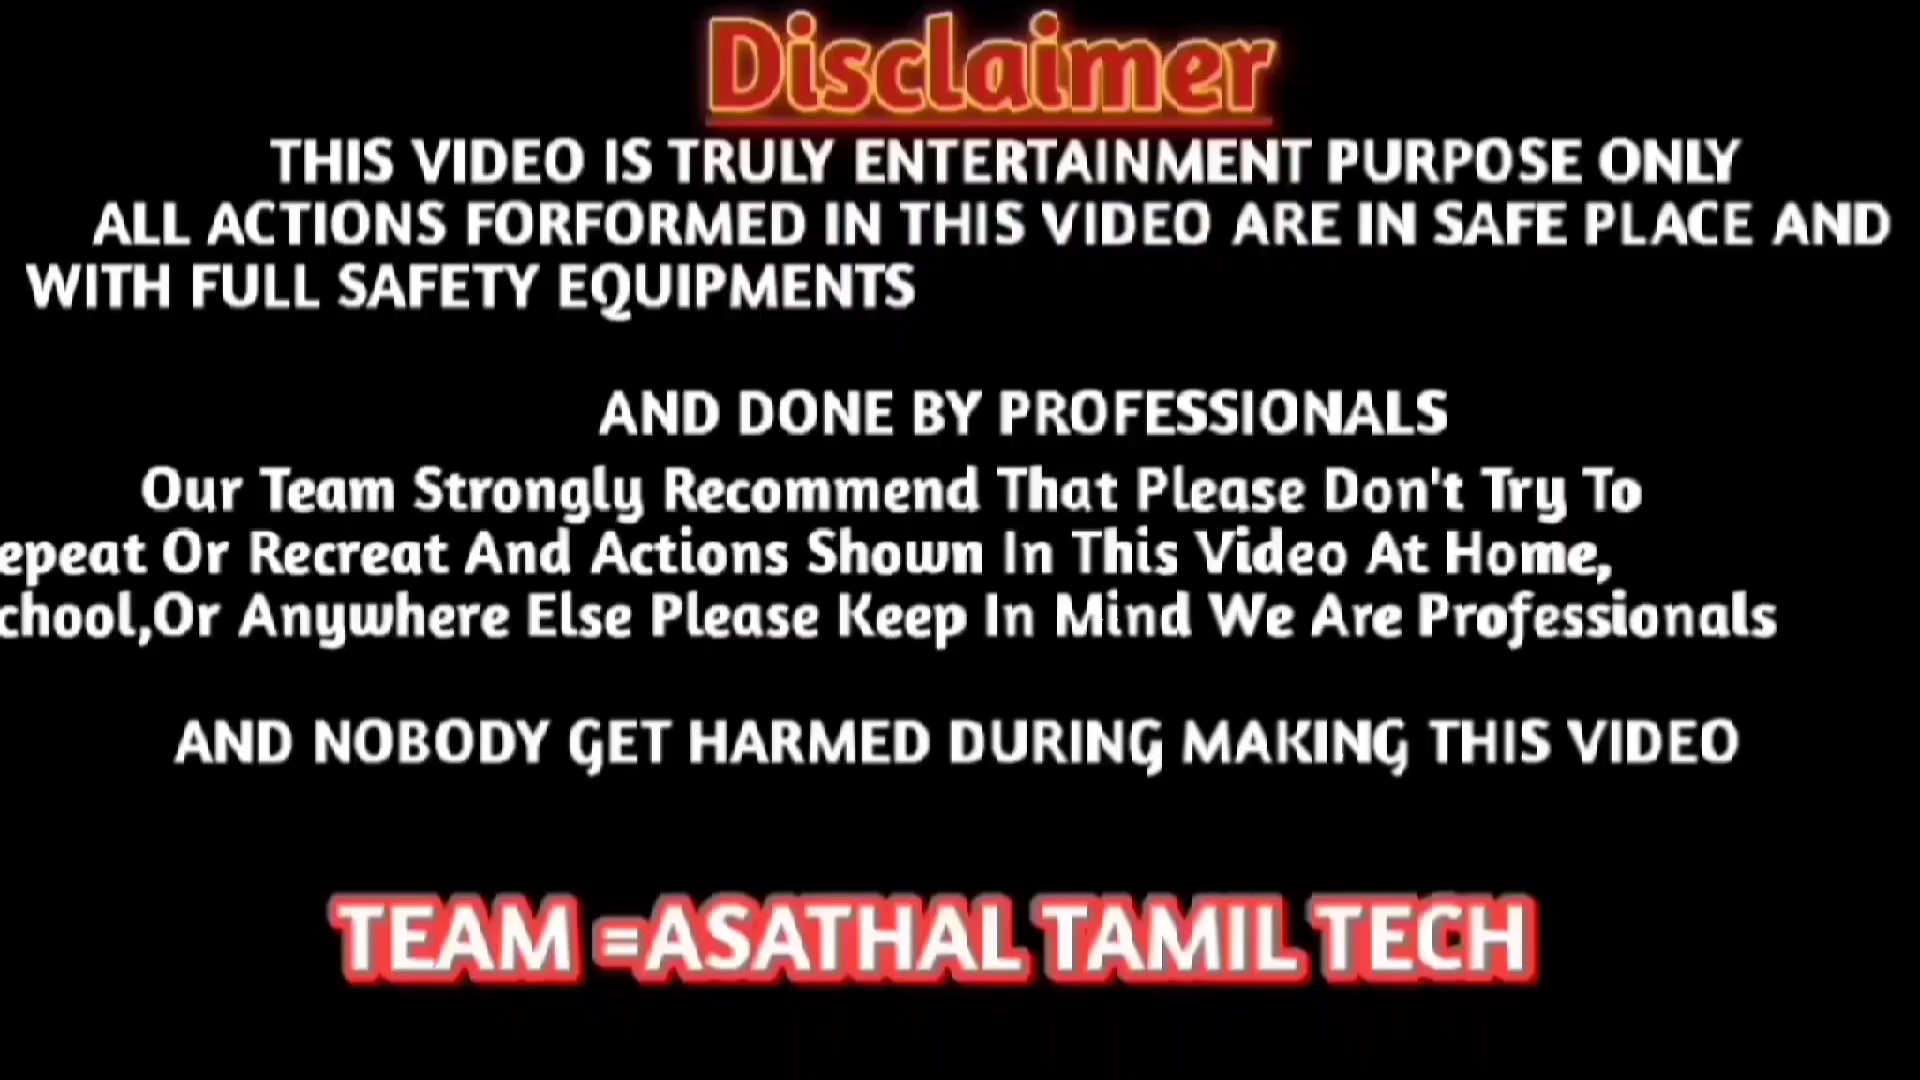 Disclaimer
THIS VIDEO IS TRULY ENTERTAINMENT PURPOSE ONLY
ALL ACTIONS FORFORMED IN THIS VIDEO ARE IN SAFE PLACE AND
WITH FULL SAFETY EQUIPMENTS
AND DONE BY PROFESSIONALS
Our Team Strongly Recommend That Please Don't Try To
epeat Or Recreat And Actions Shown In This Video At Home,
chool,Or Anywhere Else Please Keep In Mind We Are Professionals
AND NOBODY GET HARMED DURING MAKING THIS VIDEO
TEAM =ASATHAL TAMIL TECH